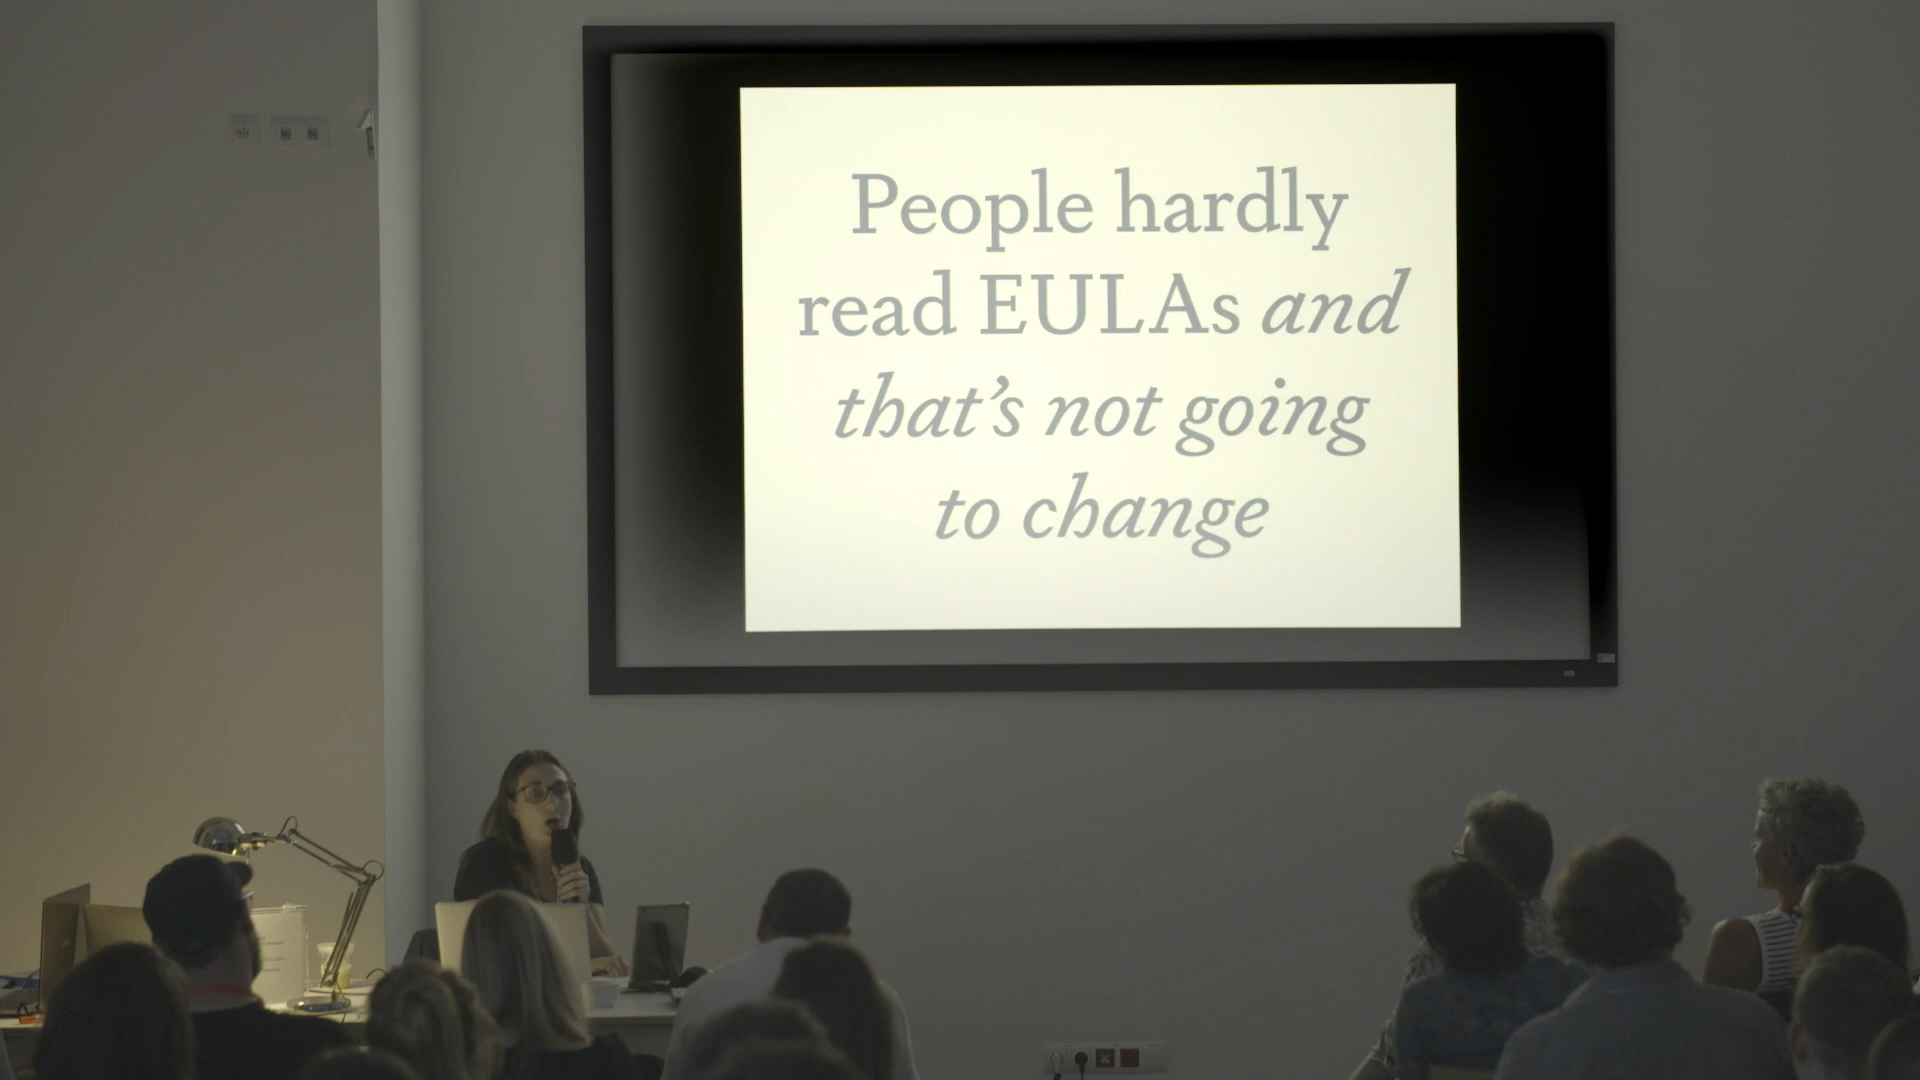 People hardly
read EULAs and
that's not going
to change